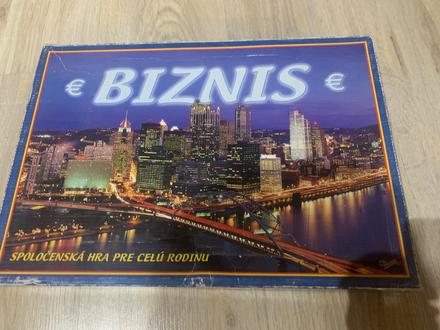 € BIZNIS €
SPOLOČENSKÁ HRA PRE CELÚ RODINU